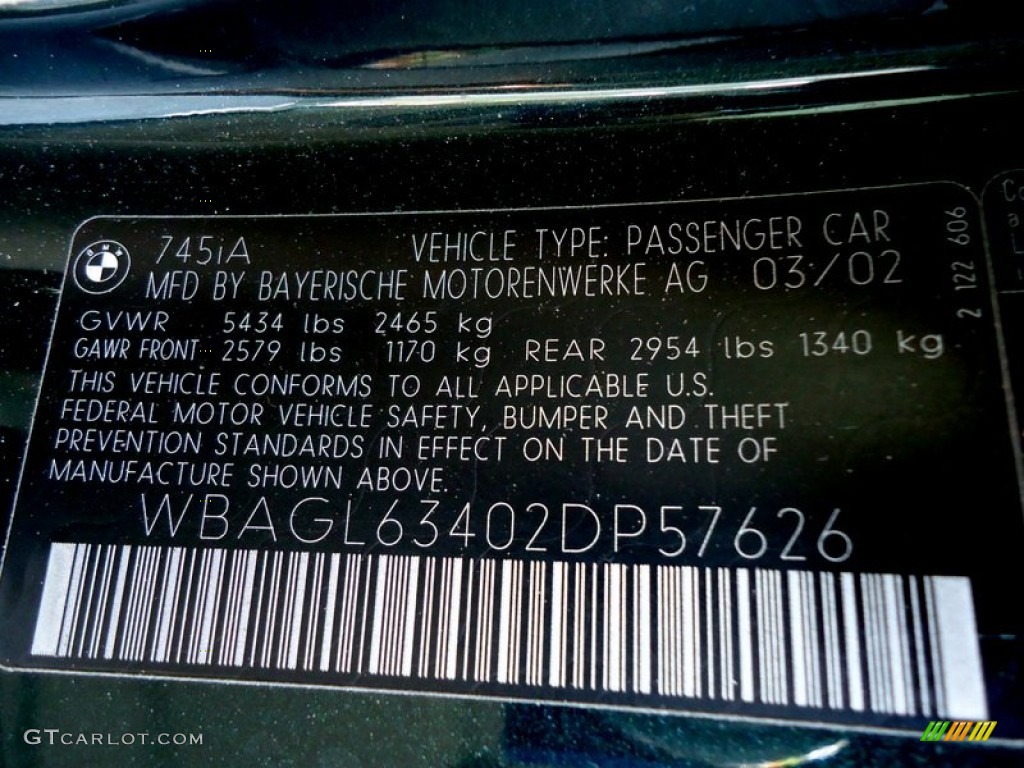 BMW
745iA VEHICLE TYPE: PASSENGER CAR
MFD BY BAYERISCHE MOTORENWERKE AG 03/02
GVWR 5434 lbs 2465 kg
GAWR FRONT 2579 lbs 1170 kg REAR 2954 lbs 1340 kg
THIS VEHICLE CONFORMS TO ALL APPLICABLE U.S.
FEDERAL MOTOR VEHICLE SAFETY, BUMPER AND THEFT
PREVENTION STANDARDS IN EFFECT ON THE DATE OF
MANUFACTURE SHOWN ABOVE.
WBAGL63402DP57626
2 122 606
GTCARLOT.COM